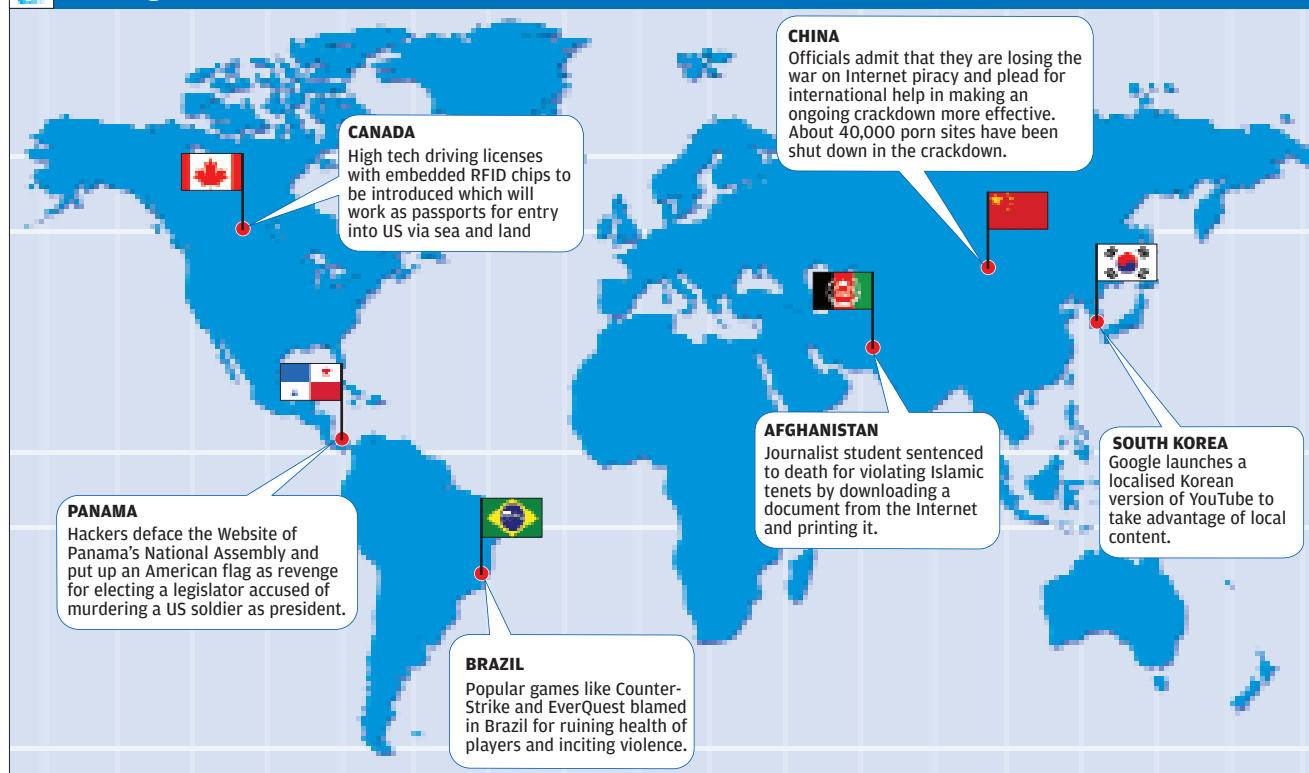 CANADA
High tech driving licenses
with embedded RFID chips to
be introduced which will
work as passports for entry
into US via sea and land
CHINA
Officials admit that they are losing the
war on Internet piracy and plead for
international help in making an
ongoing crackdown more effective.
About 40,000 porn sites have been
shut down in the crackdown.
PANAMA
Hackers deface the Website of
Panama's National Assembly and
put up an American flag as revenge
for electing a legislator accused of
murdering a US soldier as president.
BRAZIL
Popular games like Counter-
Strike and EverQuest blamed
in Brazil for ruining health of
players and inciting violence.
AFGHANISTAN
Journalist student sentenced
to death for violating Islamic
tenets by downloading a
document from the Internet
and printing it.
SOUTH KOREA
Google launches a
localised Korean
version of YouTube to
take advantage of local
content.